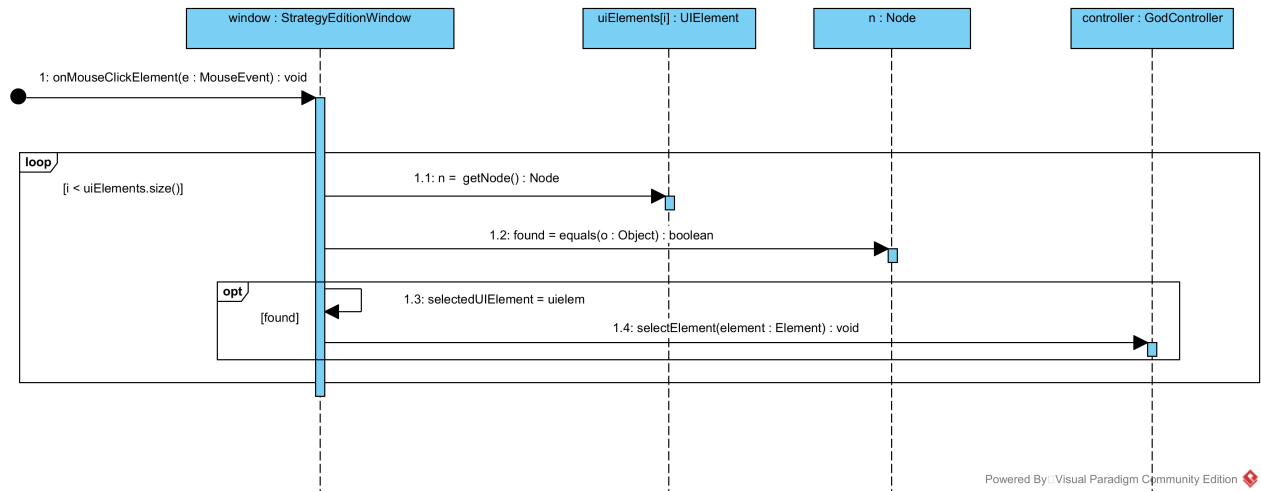 window : StrategyEditionWindow
uiElements[i] : UIElement
n : Node
controller : GodController
1: onMouseClickElement(e : MouseEvent) : void
loop
[i < uiElements.size()]
1.1: n =  getNode() : Node
1.2: found = equals(o : Object) : boolean
opt
[found]
1.3: selectedUIElement = uielem
1.4: selectElement(element : Element) : void
Powered By Visual Paradigm Community Edition